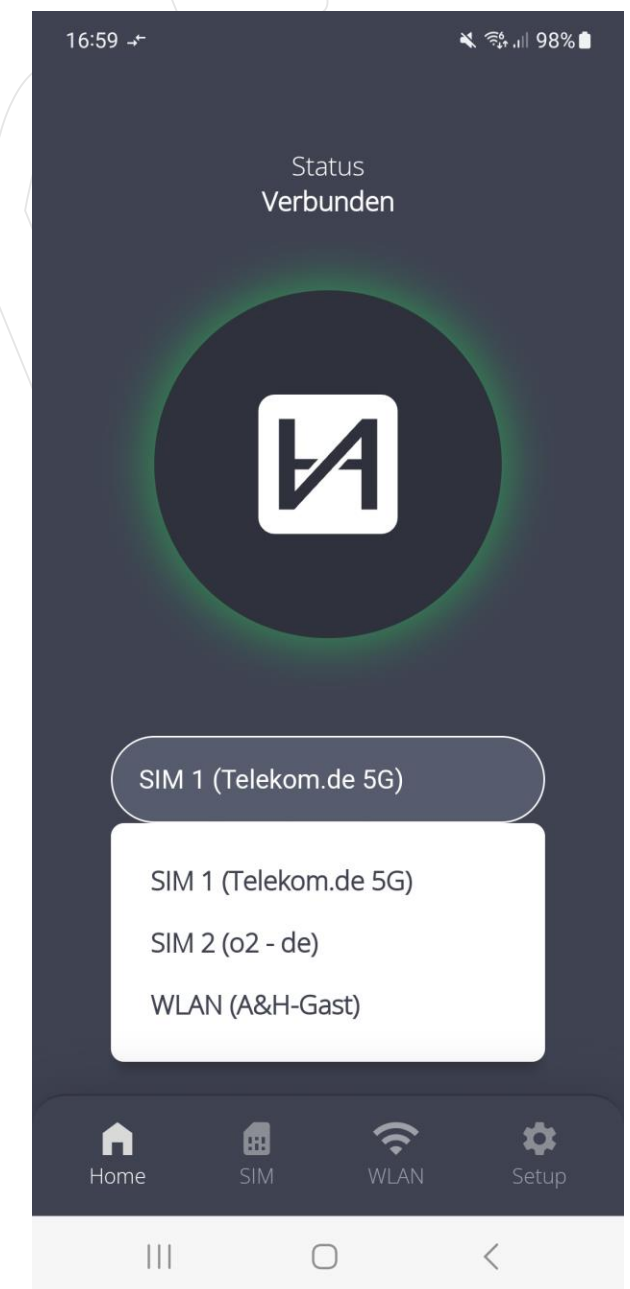 16:59
98%
Status
Verbunden
SIM 1 (Telekom.de 5G)
SIM 1 (Telekom.de 5G)
SIM 2 (o2 - de)
WLAN (A&H-Gast)
Home SIM WLAN Setup